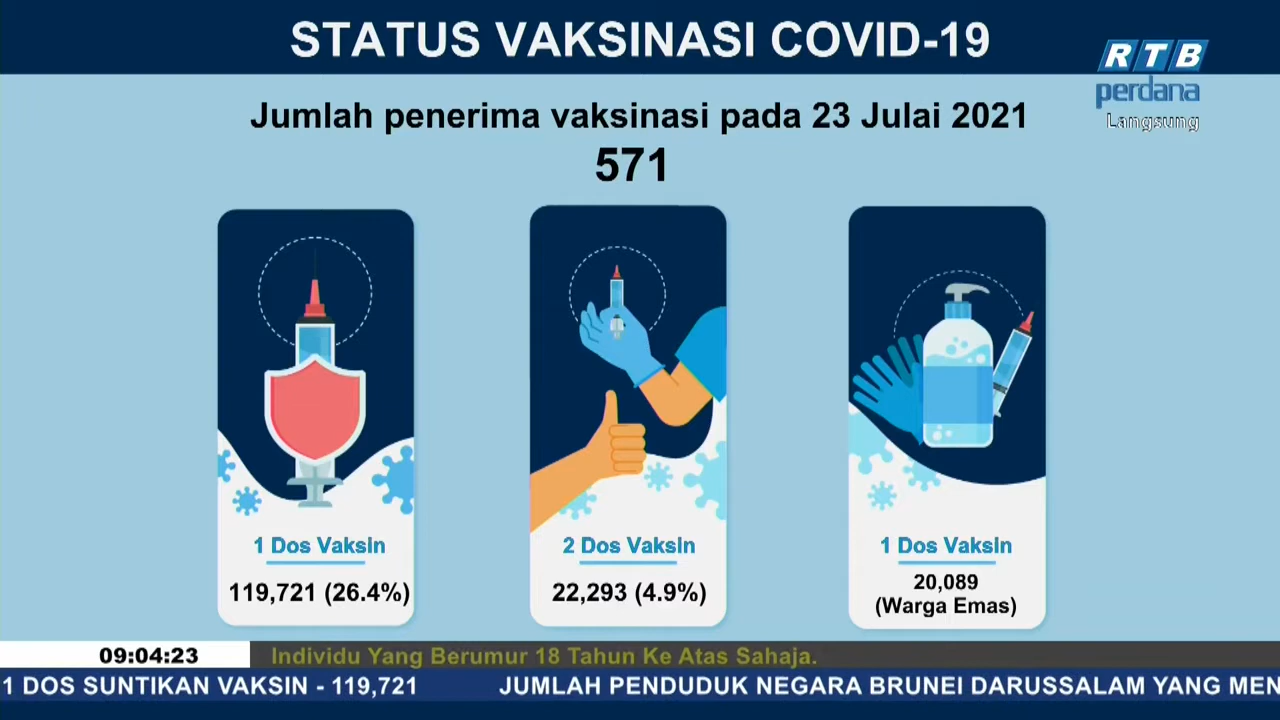 STATUS VAKSINASI COVID-19
RTB
perdana
Langsung
Jumlah penerima vaksinasi pada 23 Julai 2021
571
1 Dos Vaksin
119,721 (26.4%)
2 Dos Vaksin
22,293 (4.9%)
1 Dos Vaksin
20,089
(Warga Emas)
09:04:23
Individu Yang Berumur 18 Tahun Ke Atas Sahaja.
1 DOS SUNTIKAN VAKSIN - 119,721 JUMLAH PENDUDUK NEGARA BRUNEI DARUSSALAM YANG MEN